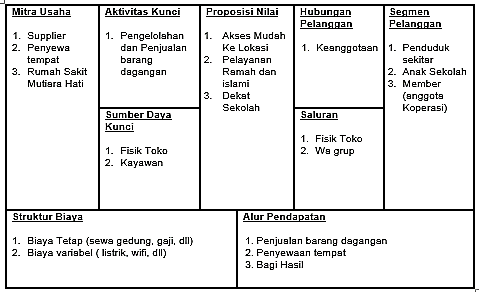 Mitra Usaha
1. Supplier
2. Penyewa
tempat
3. Rumah Sakit
Mutiara Hati
Aktivitas Kunci
1. Pengelolahan
dan Penjualan
barang
dagangan
Sumber Daya
Kunci
1. Fisik Toko
2. Kayawan
Proposisi Nilai
1. Akses Mudah
Ke Lokasi
2. Pelayanan
Ramah dan
islami
3. Dekat
Sekolah
Hubungan
Pelanggan
1. Keanggotaan
Saluran
1. Fisik Toko
2. Wa grup
Segmen
Pelanggan
1. Penduduk
sekitar
2. Anak Sekolah
3. Member
(anggota
Koperasi)
Struktur Biaya
1. Biaya Tetap (sewa gedung, gaji, dll)
2. Biaya variabel ( listrik, wifi, dll)
Alur Pendapatan
1. Penjualan barang dagangan
2. Penyewaan tempat
3. Bagi Hasil